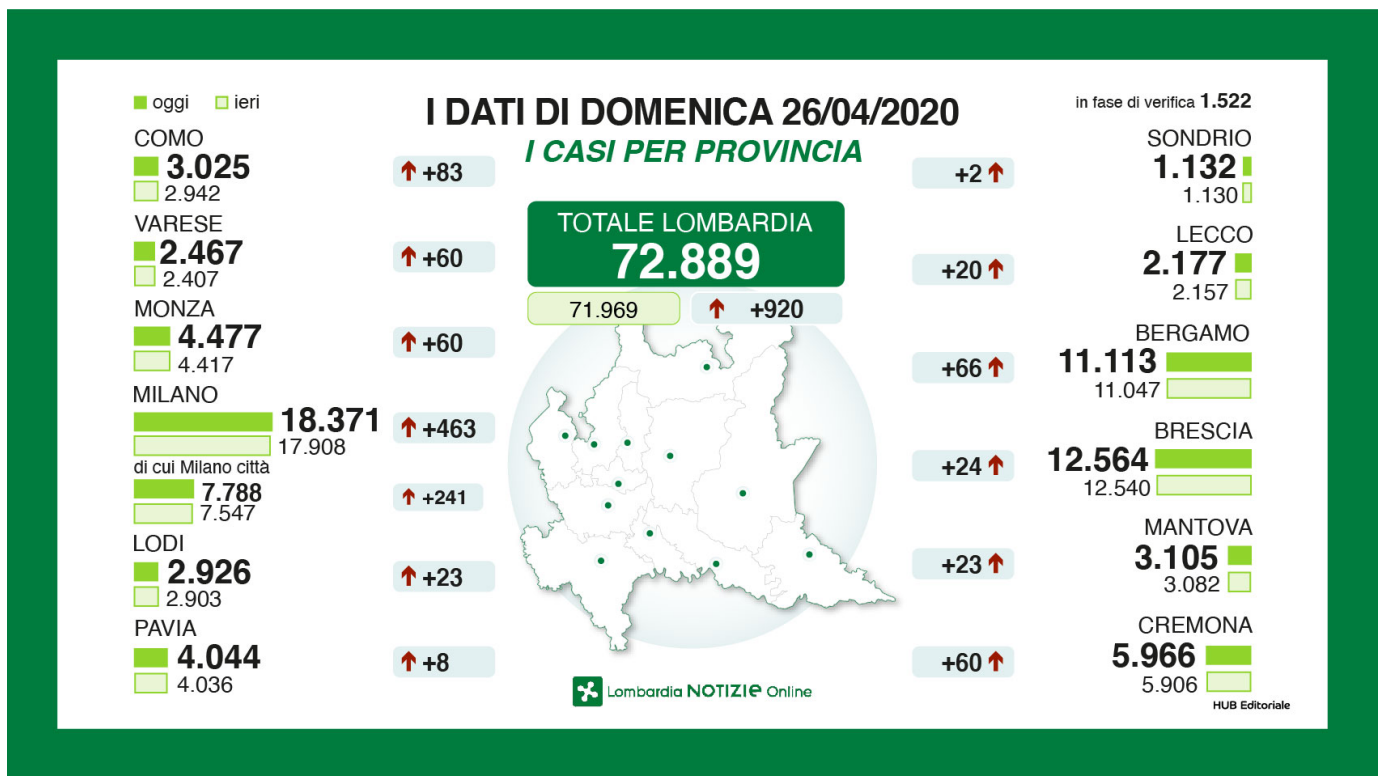 I DATI DI DOMENICA 26/04/2020
I CASI PER PROVINCIA
oggi ieri
COMO
3.025
2.942
+83
VARESE
2.467
2.407
+60
MONZA
4.477
4.417
+60
MILANO
18.371
17.908
+463
di cui Milano città
7.788
7.547
+241
LODI
2.926
2.903
+23
PAVIA
4.044
4.036
+8
TOTALE LOMBARDIA
72.889
71.969
+920
Lombardia NOTIZIe Online
in fase di verifica 1.522
SONDRIO
+2
1.132
1.130
LECCO
+20
2.177
2.157
BERGAMO
+66
11.113
11.047
BRESCIA
+24
12.564
12.540
MANTOVA
+23
3.105
3.082
CREMONA
+60
5.966
5.906
HUB Editoriale